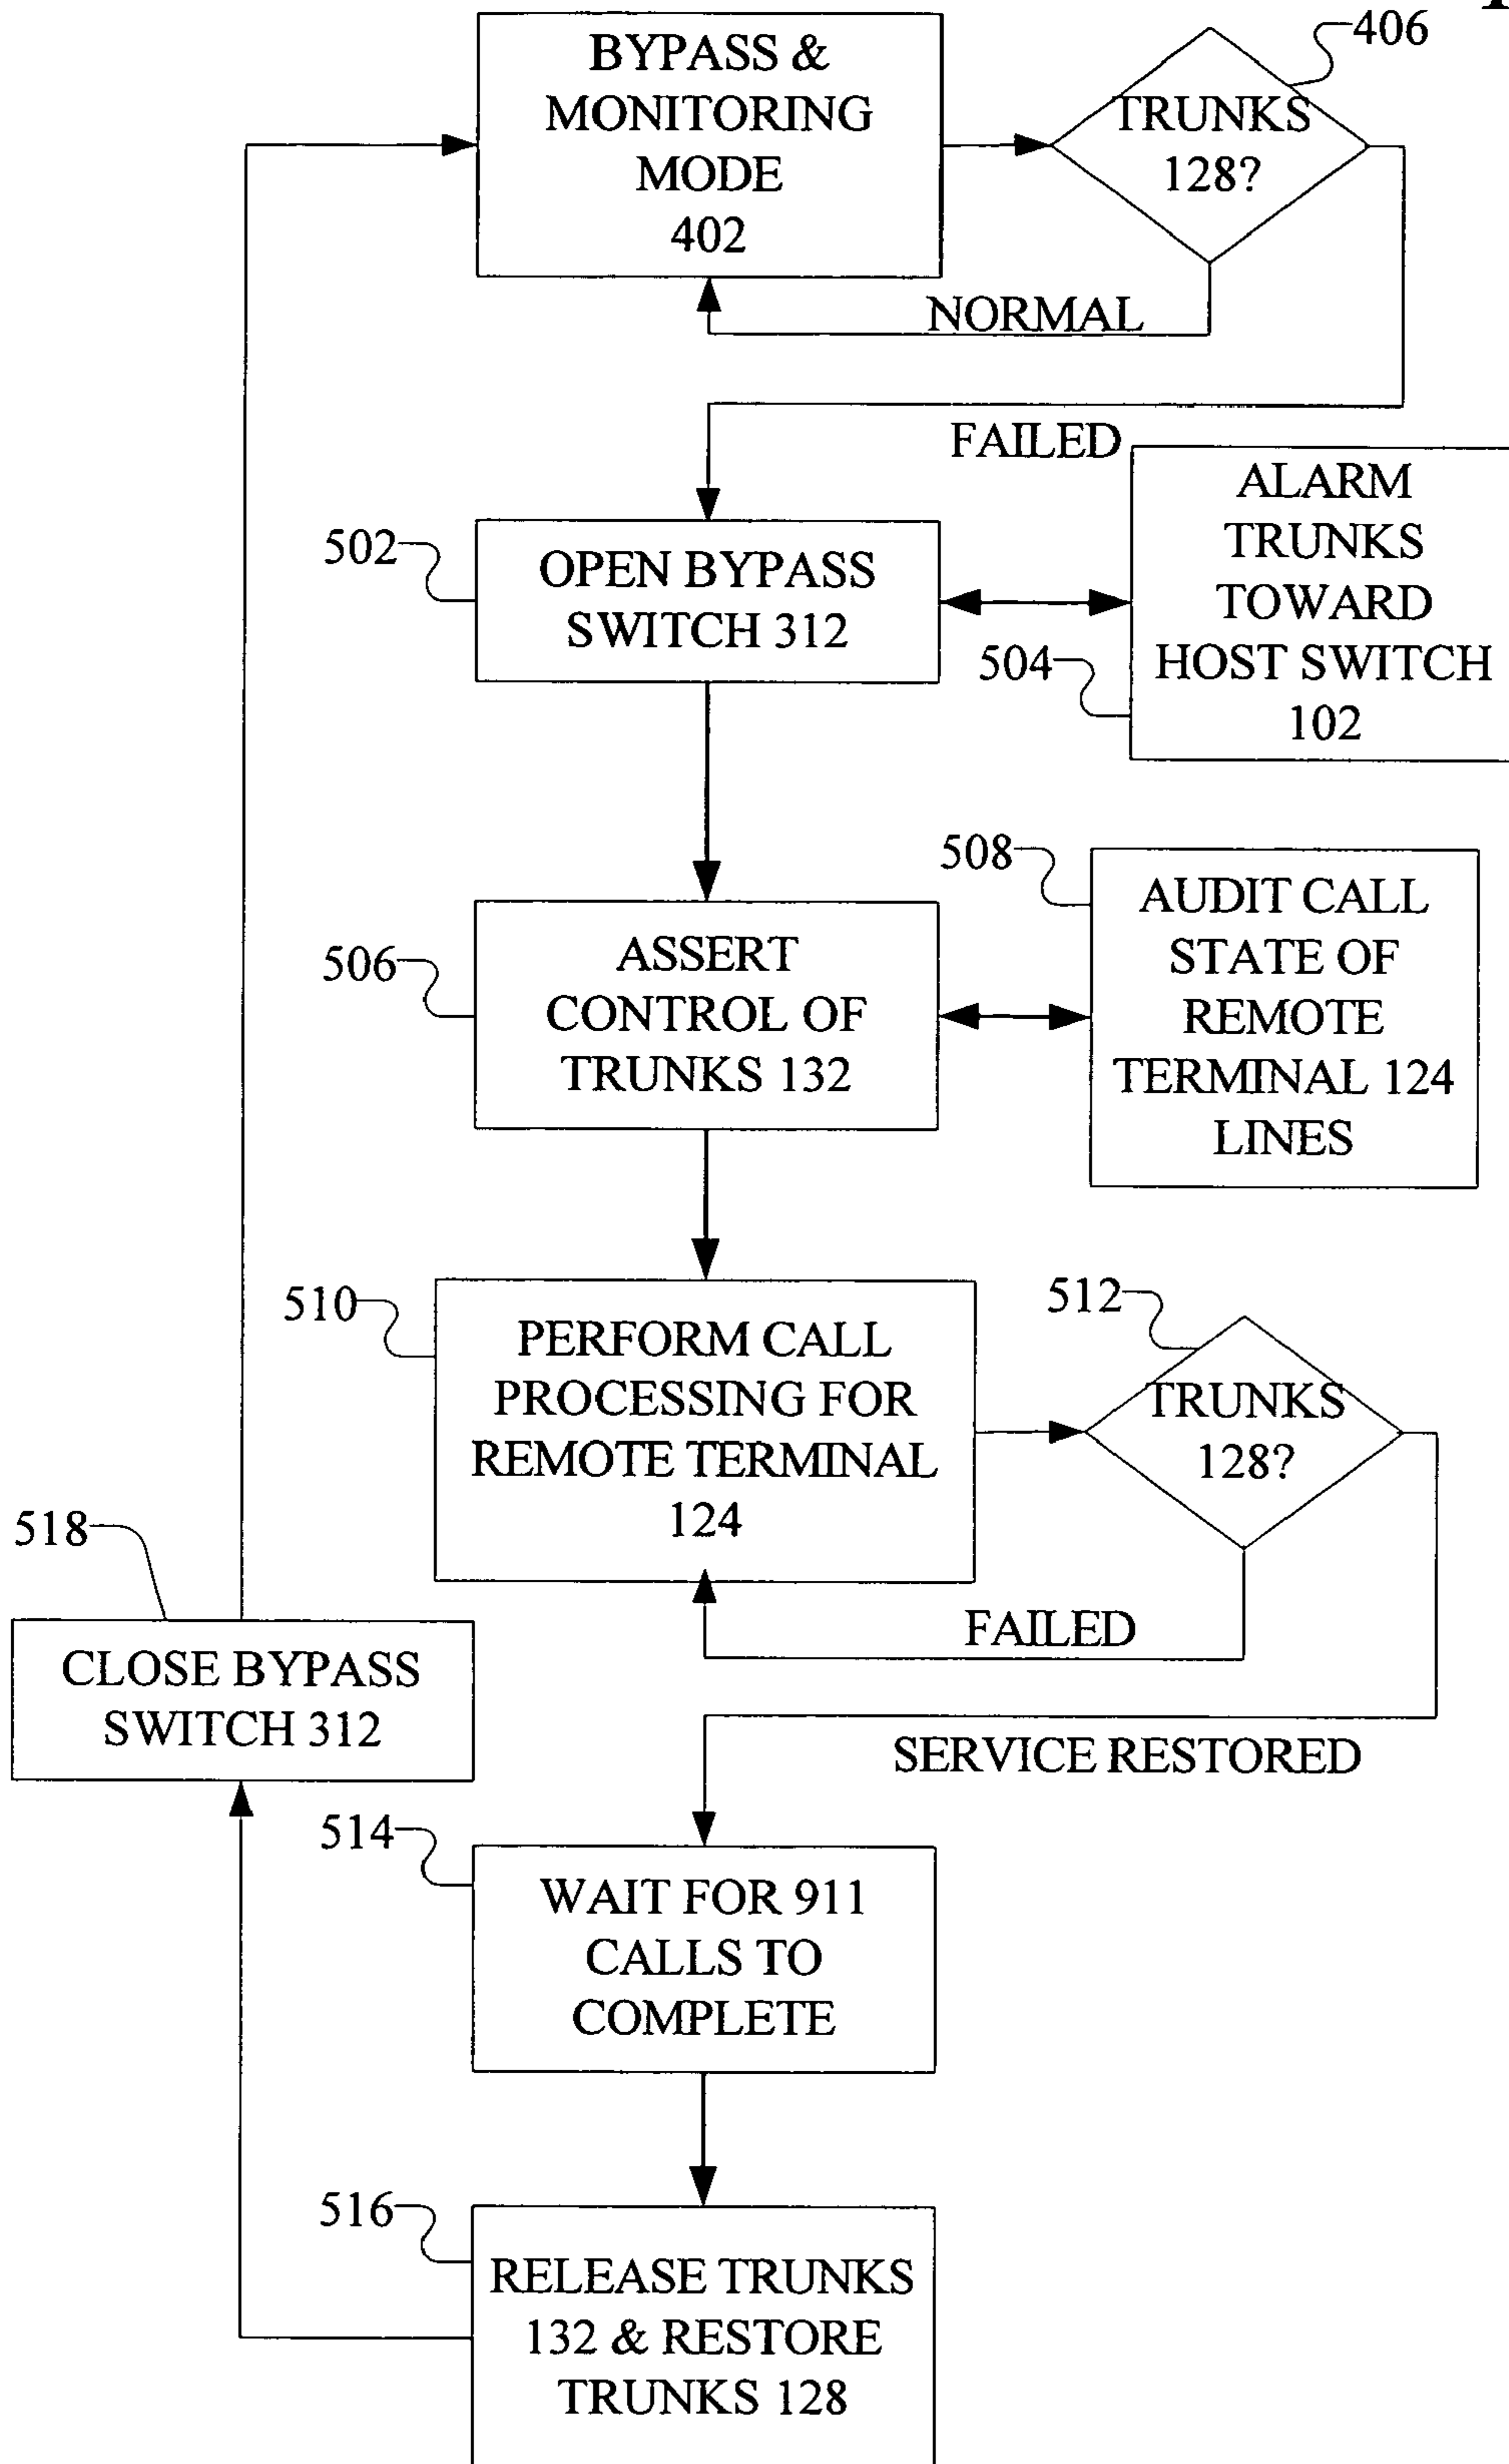 BYPASS &
MONITORING
MODE
402
406
TRUNKS
128?
NORMAL
FAILED
502
OPEN BYPASS
SWITCH 312
504
ALARM
TRUNKS
TOWARD
HOST SWITCH
102
506
ASSERT
CONTROL OF
TRUNKS 132
508
AUDIT CALL
STATE OF
REMOTE
TERMINAL 124
LINES
510
PERFORM CALL
PROCESSING FOR
REMOTE TERMINAL
124
512
TRUNKS
128?
FAILED
SERVICE RESTORED
518
CLOSE BYPASS
SWITCH 312
514
WAIT FOR 911
CALLS TO
COMPLETE
516
RELEASE TRUNKS
132 & RESTORE
TRUNKS 128